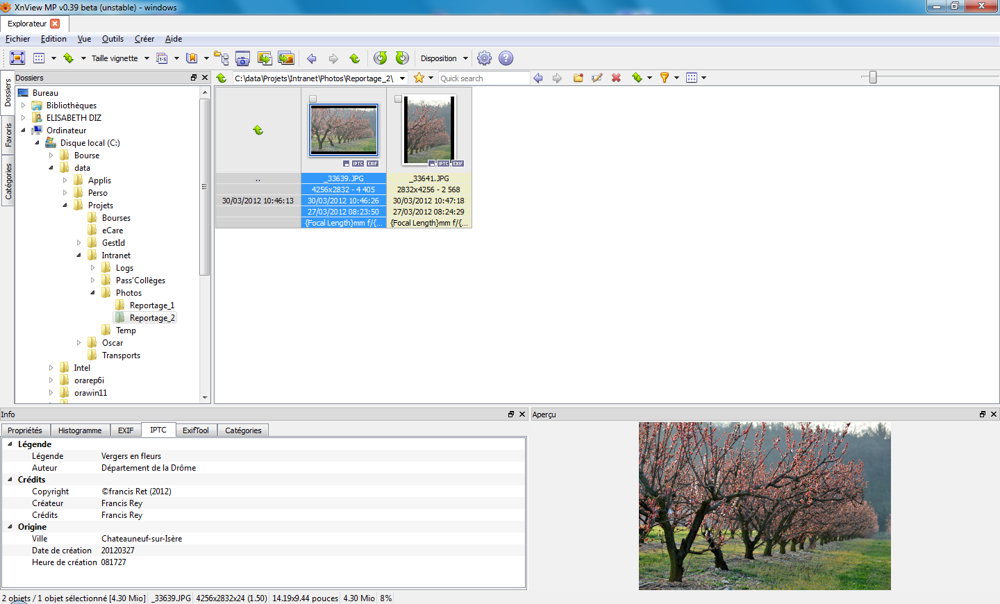 XnView MP v0.39 beta (unstable) - windows
Explorateur
Fichier Edition Vue Outils Créer Aide
Taille vignette
Disposition
Dossiers
C:\data\Projets\Intranet\Photos\Reportage_2\
Quick search
Dossiers
Favoris
Catégories
Bureau
Bibliothèques
ELISABETH DIZ
Ordinateur
Disque local (C:)
Bourse
data
Applis
Perso
Projets
Bourses
eCare
GestId
Intranet
Logs
Pass'Collèges
Photos
Reportage_1
Reportage_2
Temp
Oscar
Transports
Intel
orarep6i
orawin11
..
30/03/2012 10:46:13
IPTC EXIF
_33639.JPG
4256x2832 - 4 405
30/03/2012 10:46:26
27/03/2012 08:23:50
{Focal Length}mm f/{...
IPTC EXIF
_33641.JPG
2832x4256 - 2 568
30/03/2012 10:47:18
27/03/2012 08:24:29
{Focal Length}mm f/{...
Info
Propriétés Histogramme EXIF IPTC ExifTool Catégories
Légende
Légende Vergers en fleurs
Auteur Département de la Drôme
Crédits
Copyright ©francis Ret (2012)
Créateur Francis Rey
Crédits Francis Rey
Origine
Ville Chateauneuf-sur-Isère
Date de création 20120327
Heure de création 081727
Aperçu
2 objets / 1 objet sélectionné [4.30 Mio] _33639.JPG 4256x2832x24 (1.50) 14.19x9.44 pouces 4.30 Mio 8%